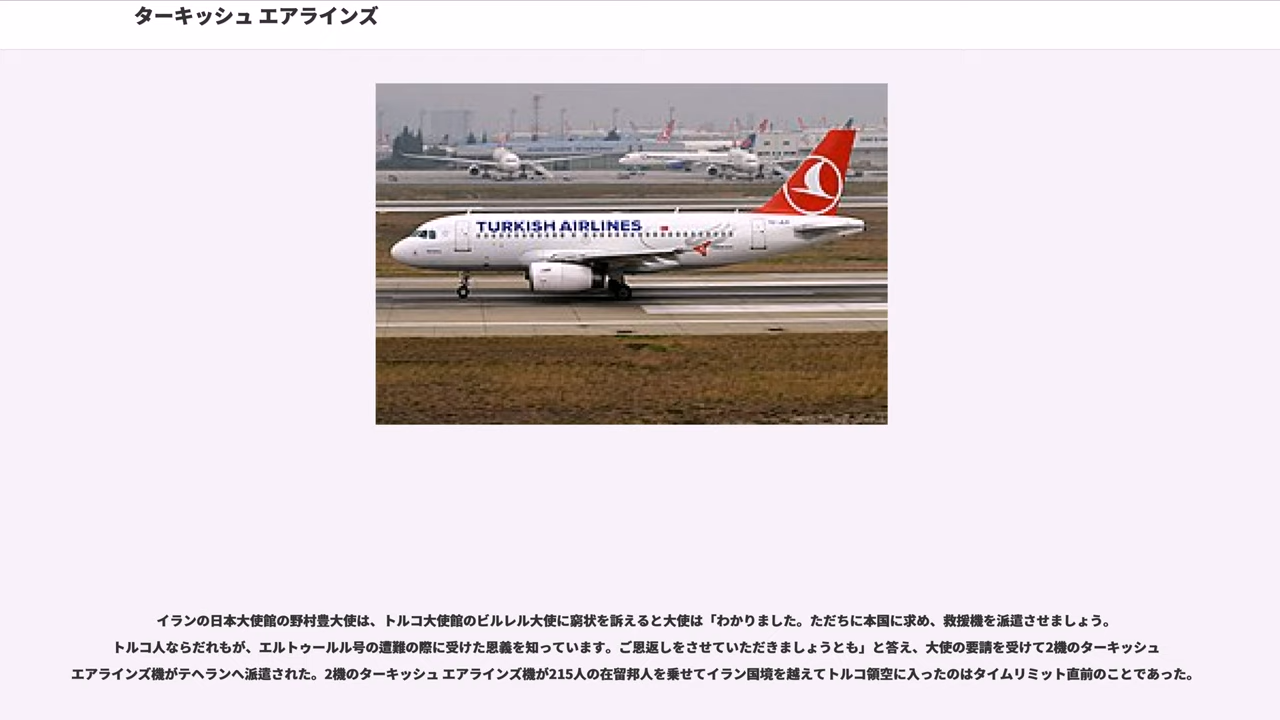 ターキッシュ エアラインズ
TURKISH AIRLINES
イランの日本大使館の野村豊大使は、トルコ大使館のビルレル大使に窮状を訴えると大使は「わかりました。ただちに本国に求め、救援機を派遣させましょう。
トルコ人ならだれもが、エルトゥールル号の遭難の際に受けた恩義を知っています。ご恩返しをさせていただきましょうとも」と答え、大使の要請を受けて2機のターキッシュ
エアラインズ機がテヘランへ派遣された。2機のターキッシュ エアラインズ機が215人の在留邦人を乗せてイラン国境を越えてトルコ領空に入ったのはタイムリミット直前のことであった。